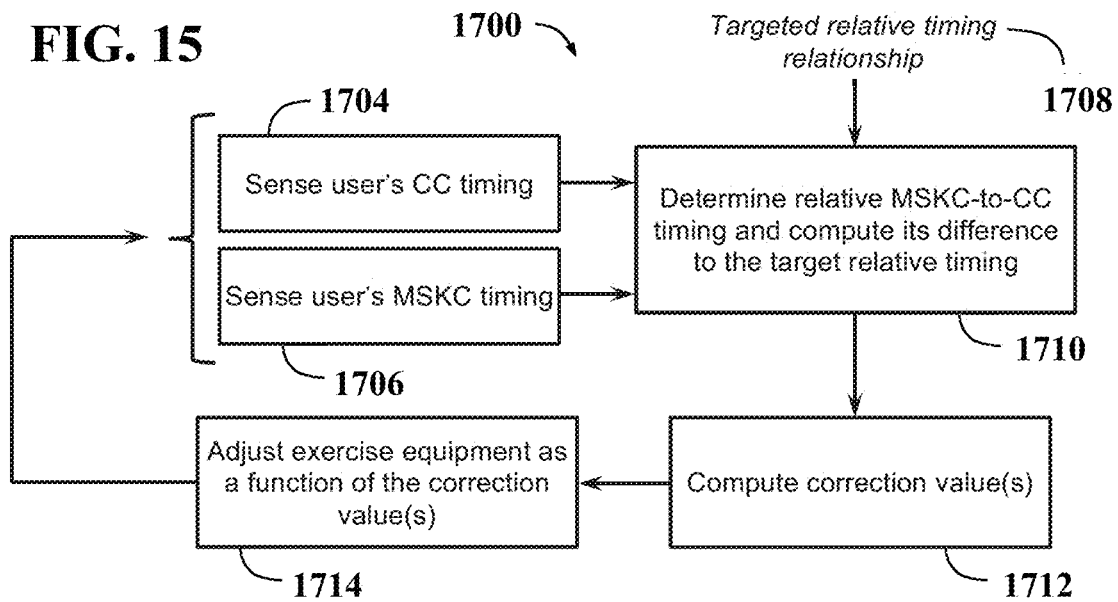 FIG. 15
1700
Targeted relative timing
relationship
1708
1704
Sense user's CC timing
Determine relative MSKC-to-CC
timing and compute its difference
to the target relative timing
Sense user's MSKC timing
1706
1710
Adjust exercise equipment as
a function of the correction
value(s)
Compute correction value(s)
1714
1712